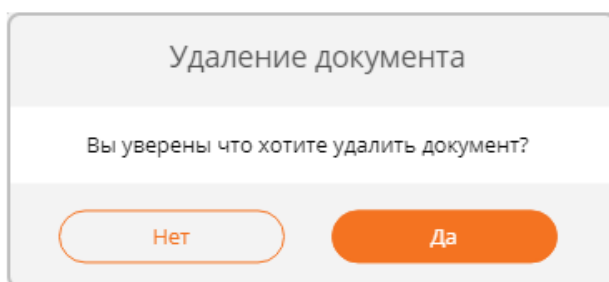 Удаление документа
Вы уверены что хотите удалить документ?
Нет
Да